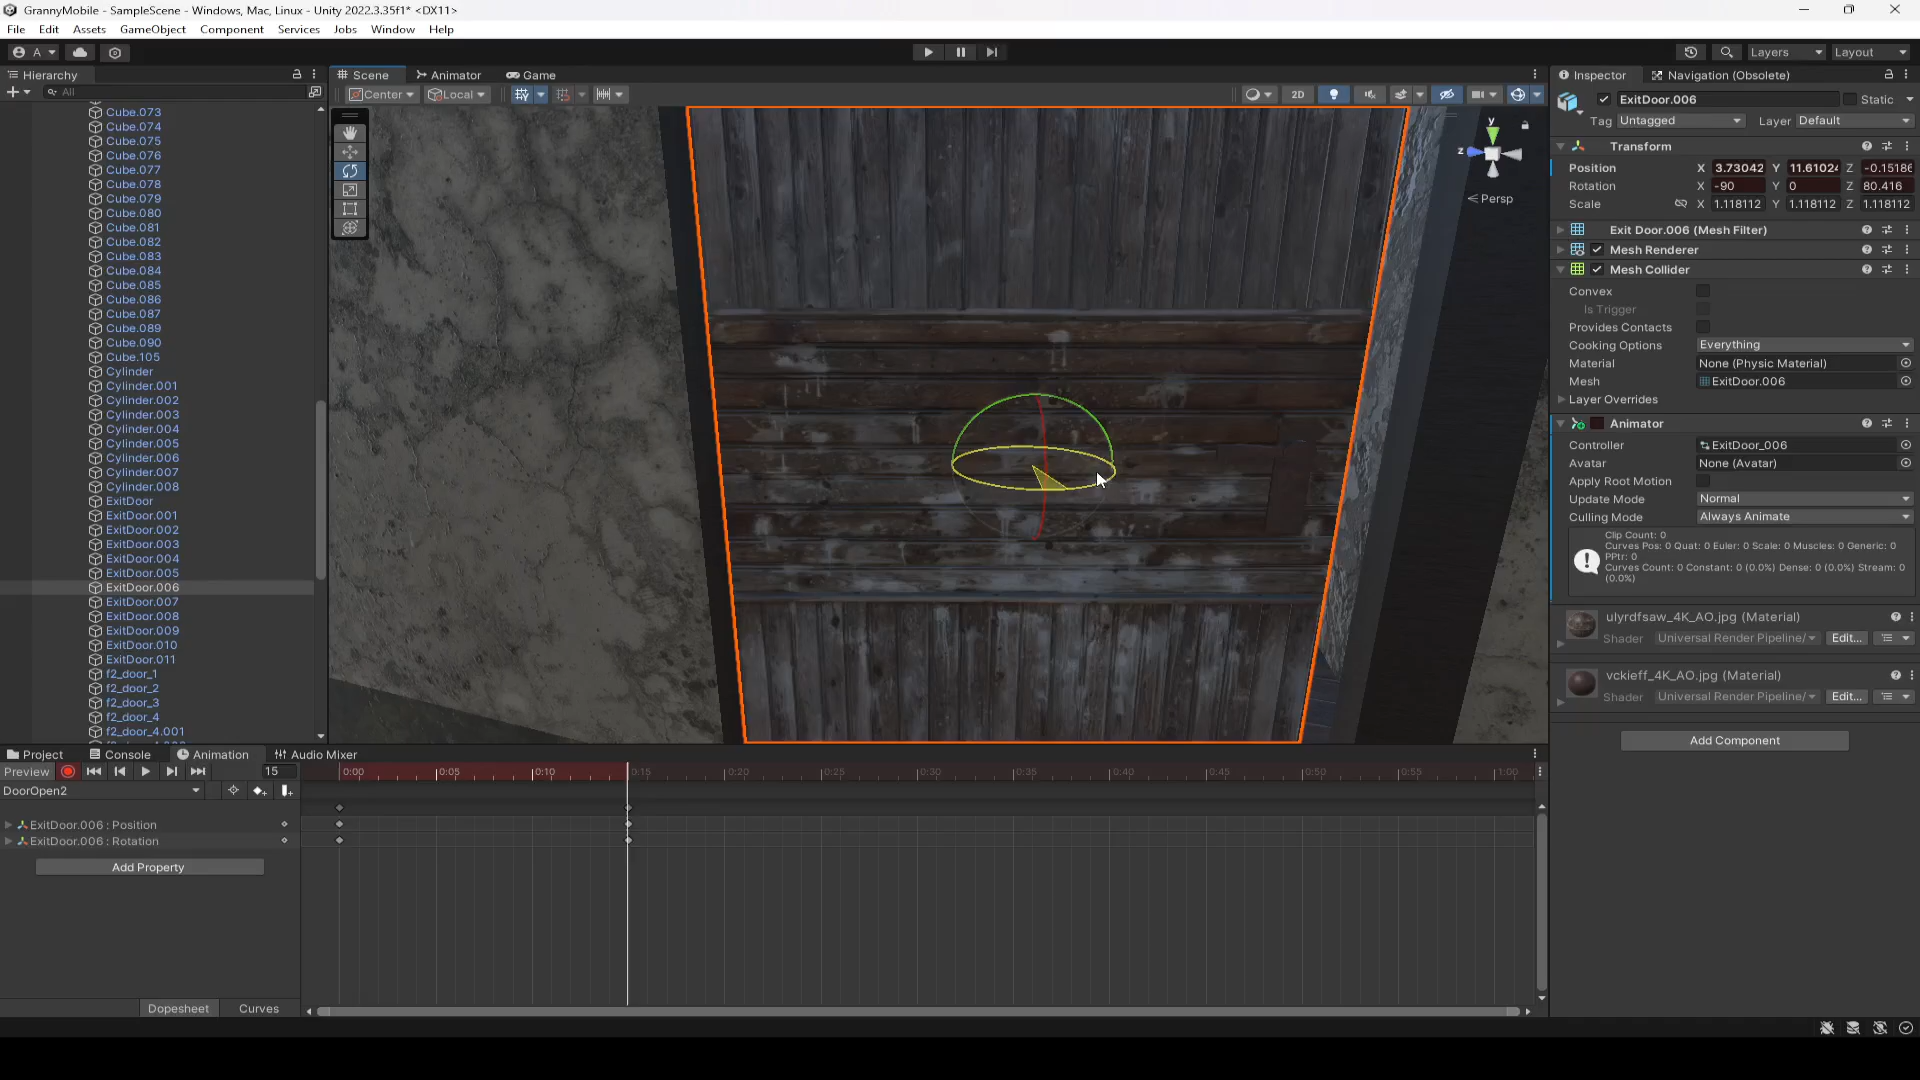 GrannyMobile - SampleScene - Windows, Mac, Linux - Unity 2022.3.35f1* <DX11>
File Edit Assets GameObject Component Services Jobs Window Help
A Layers Layout
Hierarchy
All
Cube.073
Cube.074
Cube.075
Cube.076
Cube.077
Cube.078
Cube.079
Cube.080
Cube.081
Cube.082
Cube.083
Cube.084
Cube.085
Cube.086
Cube.087
Cube.089
Cube.090
Cube.105
Cylinder
Cylinder.001
Cylinder.002
Cylinder.003
Cylinder.004
Cylinder.005
Cylinder.006
Cylinder.007
Cylinder.008
ExitDoor
ExitDoor.001
ExitDoor.002
ExitDoor.003
ExitDoor.004
ExitDoor.005
ExitDoor.006
ExitDoor.007
ExitDoor.008
ExitDoor.009
ExitDoor.010
ExitDoor.011
f2_door_1
f2_door_2
f2_door_3
f2_door_4
f2_door_4.001
Scene Animator Game
Center Local 2D
y
z
Persp
Inspector Navigation (Obsolete)
ExitDoor.006 Static
Tag Untagged Layer Default
Transform
Position X 3.73042 Y 11.6102 Z -0.15186
Rotation X -90 Y 0 Z 80.416
Scale X 1.118112 Y 1.118112 Z 1.118112
Exit Door.006 (Mesh Filter)
Mesh Renderer
Mesh Collider
Convex
Is Trigger
Provides Contacts
Cooking Options Everything
Material None (Physic Material)
Mesh ExitDoor.006
Layer Overrides
Animator
Controller ExitDoor_006
Avatar None (Avatar)
Apply Root Motion
Update Mode Normal
Culling Mode Always Animate
Clip Count: 0
Curves Pos: 0 Quat: 0 Euler: 0 Scale: 0 Muscles: 0 Generic: 0
PPtr: 0
Curves Count: 0 Constant: 0 (0.0%) Dense: 0 (0.0%) Stream: 0
(0.0%)
ulyrdfsaw_4K_AO.jpg (Material)
Shader Universal Render Pipeline/ Edit...
vckieff_4K_AO.jpg (Material)
Shader Universal Render Pipeline/ Edit...
Add Component
Project Console Animation Audio Mixer
Preview 15 0:00 0:05 0:10 0:15 0:20 0:25 0:30 0:35 0:40 0:45 0:50 0:55 1:00
DoorOpen2
ExitDoor.006 : Position
ExitDoor.006 : Rotation
Add Property
Dopesheet Curves